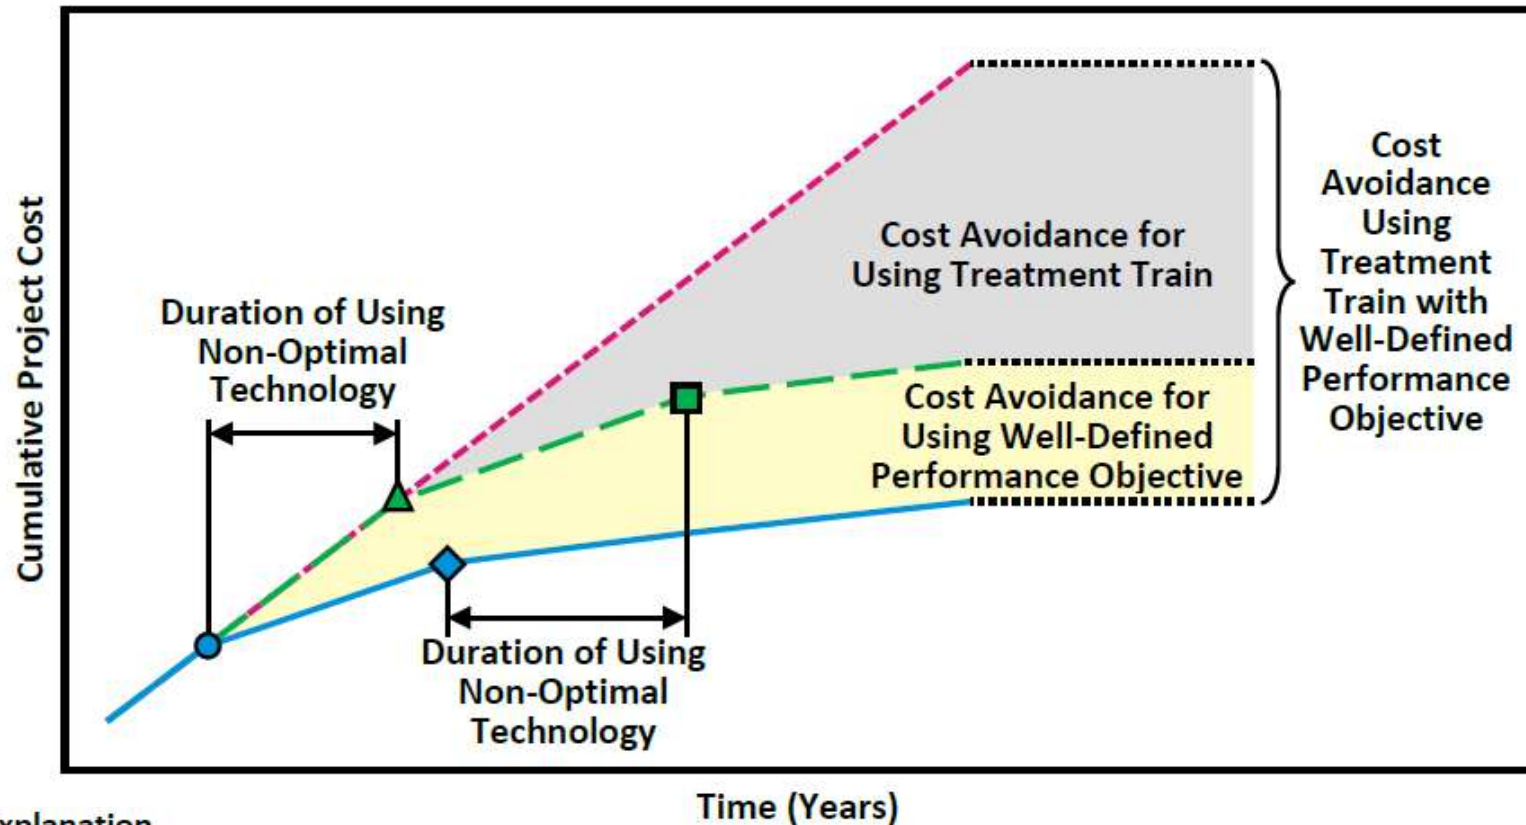 Cumulative Project Cost
Duration of Using
Non-Optimal
Technology
Cost Avoidance for
Using Treatment Train
Cost Avoidance for
Using Well-Defined
Performance Objective
Cost
Avoidance
Using
Treatment
Train with
Well-Defined
Performance
Objective
Duration of Using
Non-Optimal
Technology
Time (Years)